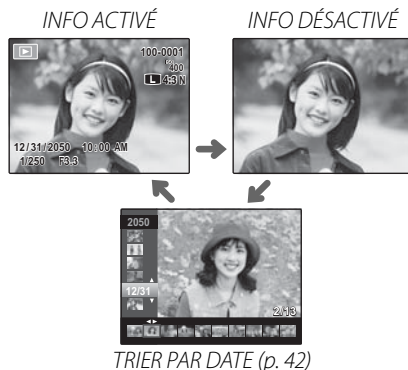 INFO ACTIVÉ
INFO DÉSACTIVÉ
100-0001
ISO 400
L 4:3 N
12/31/2050 10:00 AM
1/250 F3.3
2050
12/31
2/13
TRIER PAR DATE (p. 42)